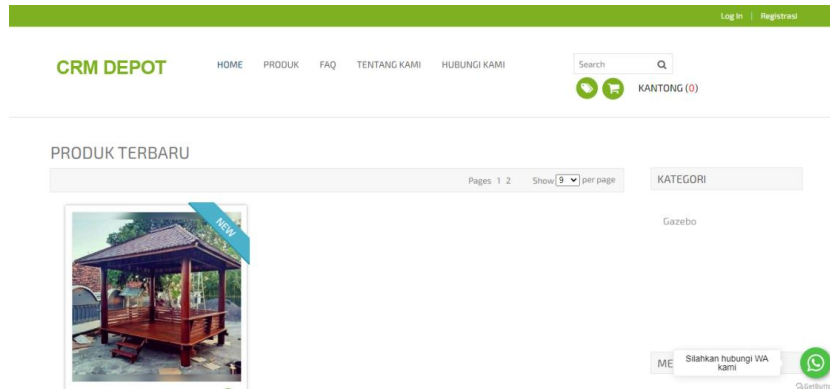 Log In | Registrasi
CRM DEPOT
HOME PRODUK FAQ TENTANG KAMI HUBUNGI KAMI
Search
KANTONG (0)
PRODUK TERBARU
Pages 1 2 Show 9 per page
KATEGORI
NEW
Gazebo
ME
Silahkan hubungi WA
kami